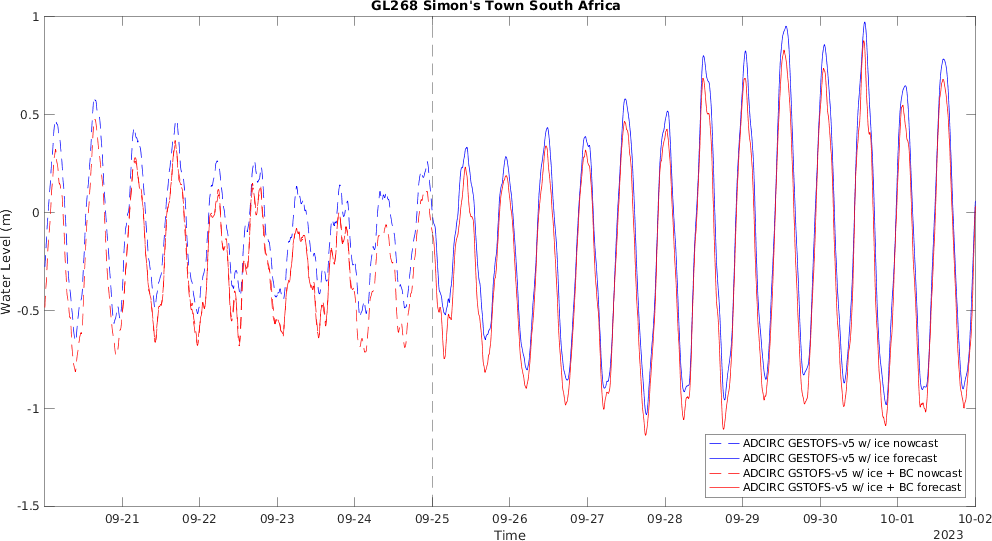 GL268 Simon's Town South Africa
Water Level (m)
1
0.5
0
-0.5
-1
-1.5
ADCIRC GESTOFS-v5 w/ ice nowcast
ADCIRC GESTOFS-v5 w/ ice forecast
ADCIRC GSTOFS-v5 w/ ice + BC nowcast
ADCIRC GSTOFS-v5 w/ ice + BC forecast
09-21 09-22 09-23 09-24 09-25 09-26 09-27 09-28 09-29 09-30 10-01 10-02
Time
2023